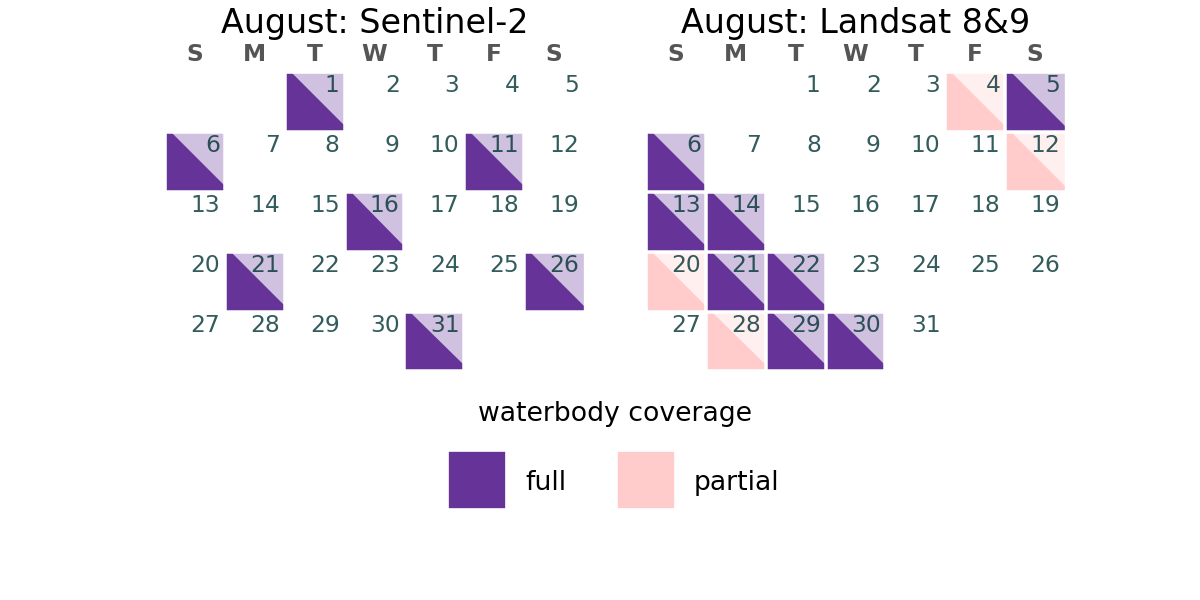 August: Sentinel-2
S M T W T F S
1 2 3 4 5
6 7 8 9 10 11 12
13 14 15 16 17 18 19
20 21 22 23 24 25 26
27 28 29 30 31
August: Landsat 8&9
S M T W T F S
1 2 3 4 5
6 7 8 9 10 11 12
13 14 15 16 17 18 19
20 21 22 23 24 25 26
27 28 29 30 31
waterbody coverage
full partial